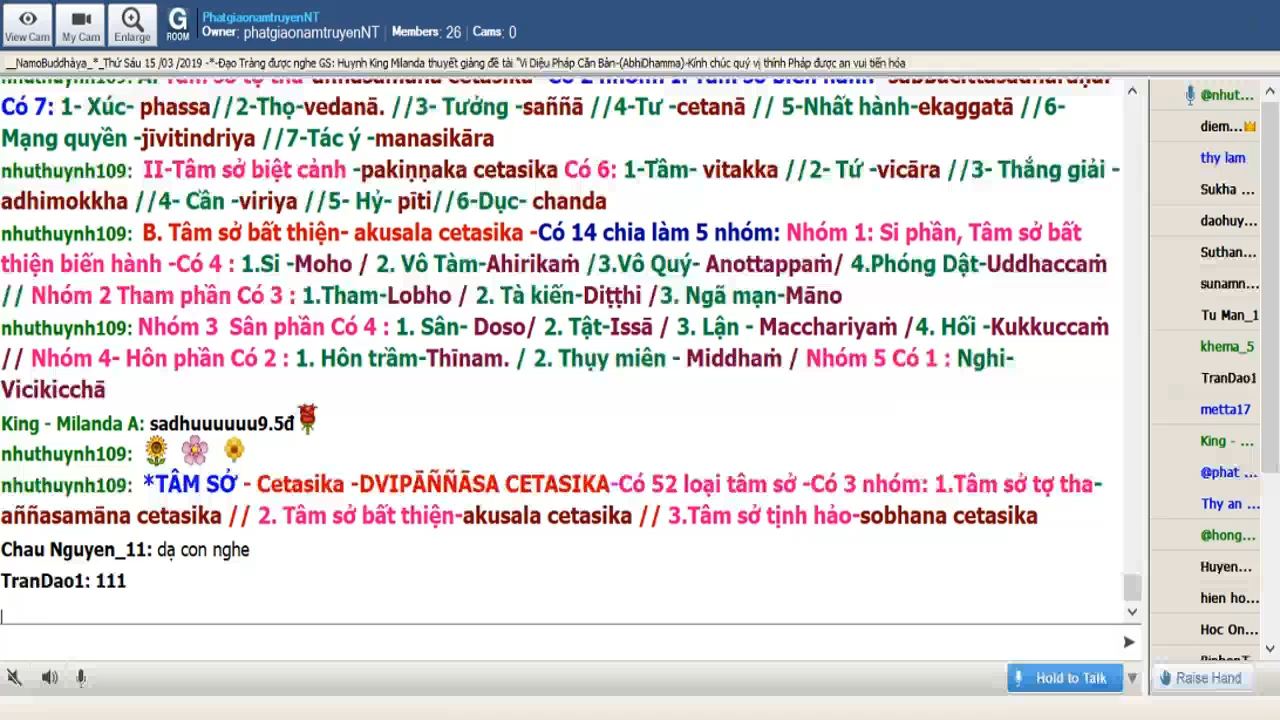 PhatgiaonamtruyenNT
Owner: phatgiaonamtruyenNT | Members: 26 | Cams: 0
View Cam
My Cam
Enlarge
G
ROOM
__NamoBuddhàya_*_Thứ Sáu 15 /03 /2019 -*-Đạo Tràng được nghe GS: Huynh King Milanda thuyết giảng đề tài "Vi Diệu Pháp Căn Bản-(AbhiDhamma)-Kính chúc quý vị thính Pháp được an vui tiến hóa
Có 7: 1- Xúc- phassa//2-Thọ-vedanā. //3- Tưởng -saññā //4-Tư -cetanā // 5-Nhất hành-ekaggatā //6-
Mạng quyền -jīvitindriya //7-Tác ý -manasikāra
nhuthuynh109: II-Tâm sở biệt cảnh -pakiṇṇaka cetasika Có 6: 1-Tầm- vitakka //2- Tứ -vicāra //3- Thắng giải -
adhimokkha //4- Cần -viriya //5- Hỷ- pīti//6-Dục- chanda
nhuthuynh109: B. Tâm sở bất thiện- akusala cetasika -Có 14 chia làm 5 nhóm: Nhóm 1: Si phần, Tâm sở bất
thiện biến hành -Có 4 : 1.Si -Moho / 2. Vô Tàm-Ahirikaṁ /3.Vô Quý- Anottappaṁ/ 4.Phóng Dật-Uddhaccaṁ
// Nhóm 2 Tham phần Có 3 : 1.Tham-Lobho / 2. Tà kiến-Diṭṭhi /3. Ngã mạn-Māno
nhuthuynh109: Nhóm 3 Sân phần Có 4 : 1. Sân- Doso/ 2. Tật-Issā / 3. Lận - Macchariyaṁ /4. Hối -Kukkuccaṁ
// Nhóm 4- Hôn phần Có 2 : 1. Hôn trầm-Thīnam. / 2. Thụy miên - Middhaṁ / Nhóm 5 Có 1 : Nghi-
Vicikicchā
King - Milanda A: sadhuuuuuu9.5đ
nhuthuynh109:
nhuthuynh109: *TÂM SỞ - Cetasika -DVIPĀÑÑĀSA CETASIKA-Có 52 loại tâm sở -Có 3 nhóm: 1.Tâm sở tợ tha-
aññasamāna cetasika // 2. Tâm sở bất thiện-akusala cetasika // 3.Tâm sở tịnh hảo-sobhana cetasika
Chau Nguyen_11: dạ con nghe
TranDao1: 111
@nhut...
diem...
thy lam
Sukha ...
daohuy...
Suthan...
sunamn...
Tu Man_1
khema_5
TranDao1
metta17
King - ...
@phat ...
Thy an ...
@hong...
Huyen...
hien ho...
Hoc On...
Hold to Talk
Raise Hand